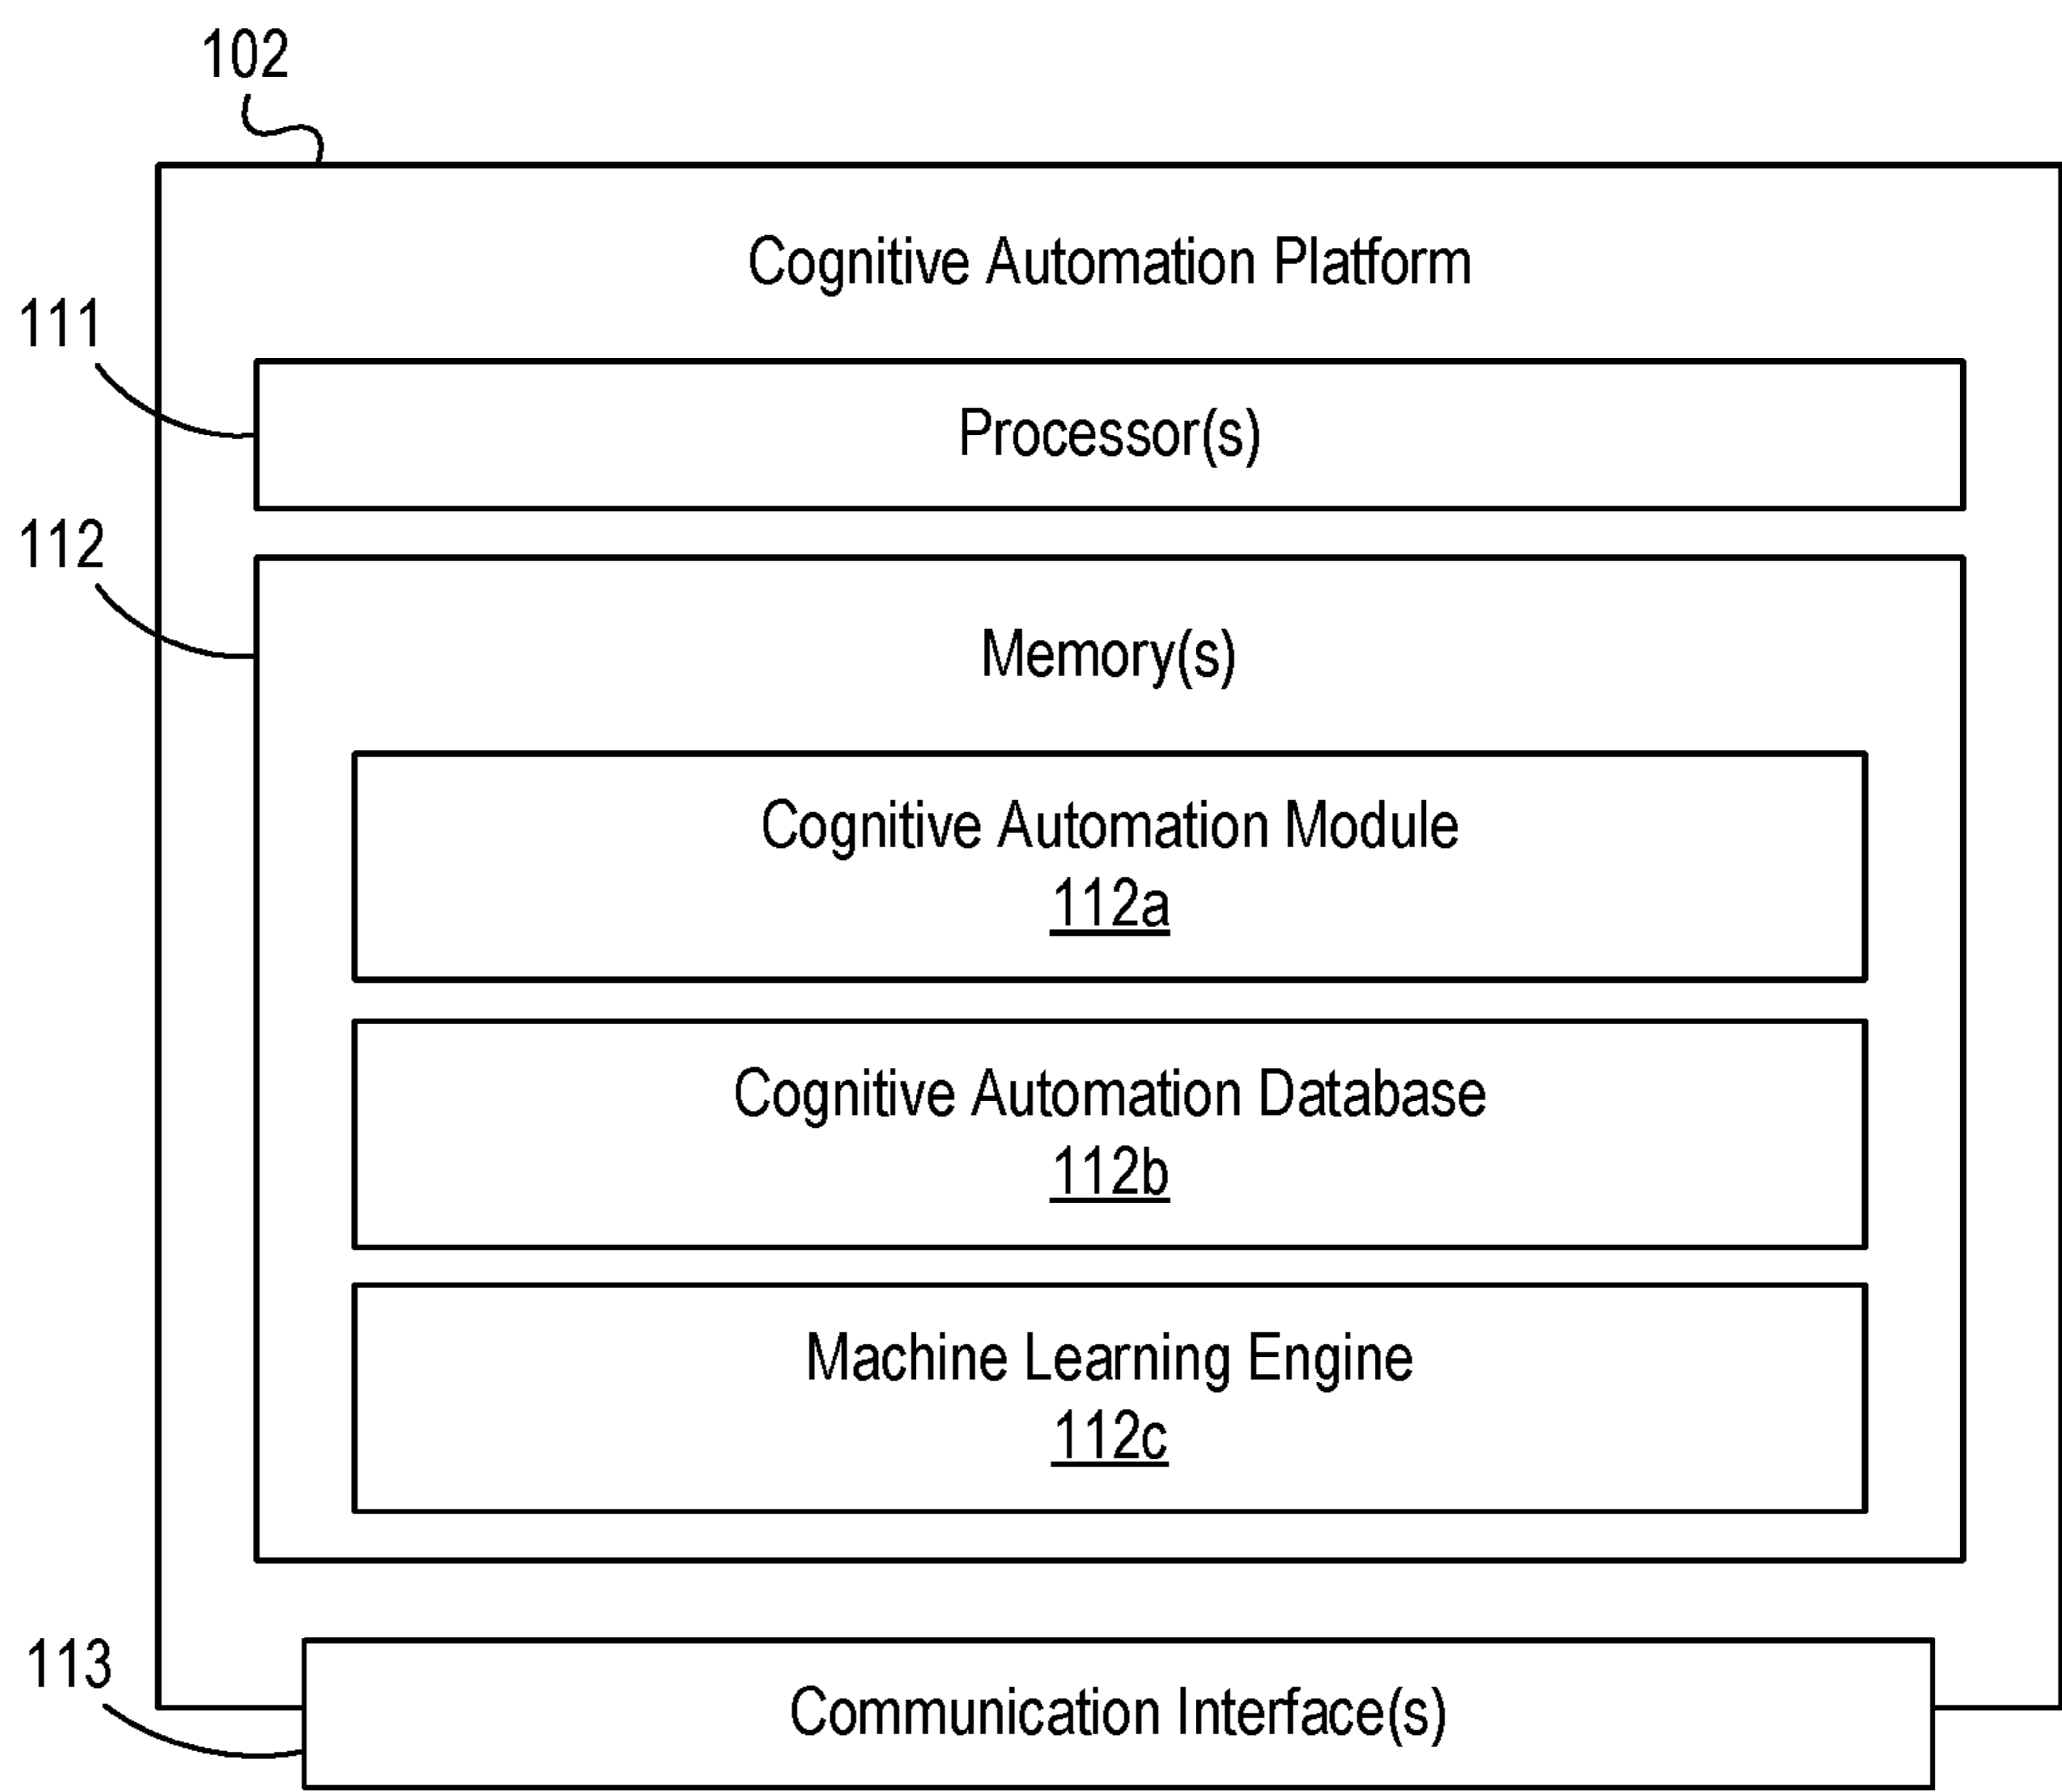 102
Cognitive Automation Platform
111
Processor(s)
112
Memory(s)
Cognitive Automation Module
112a
Cognitive Automation Database
112b
Machine Learning Engine
112c
113
Communication Interface(s)